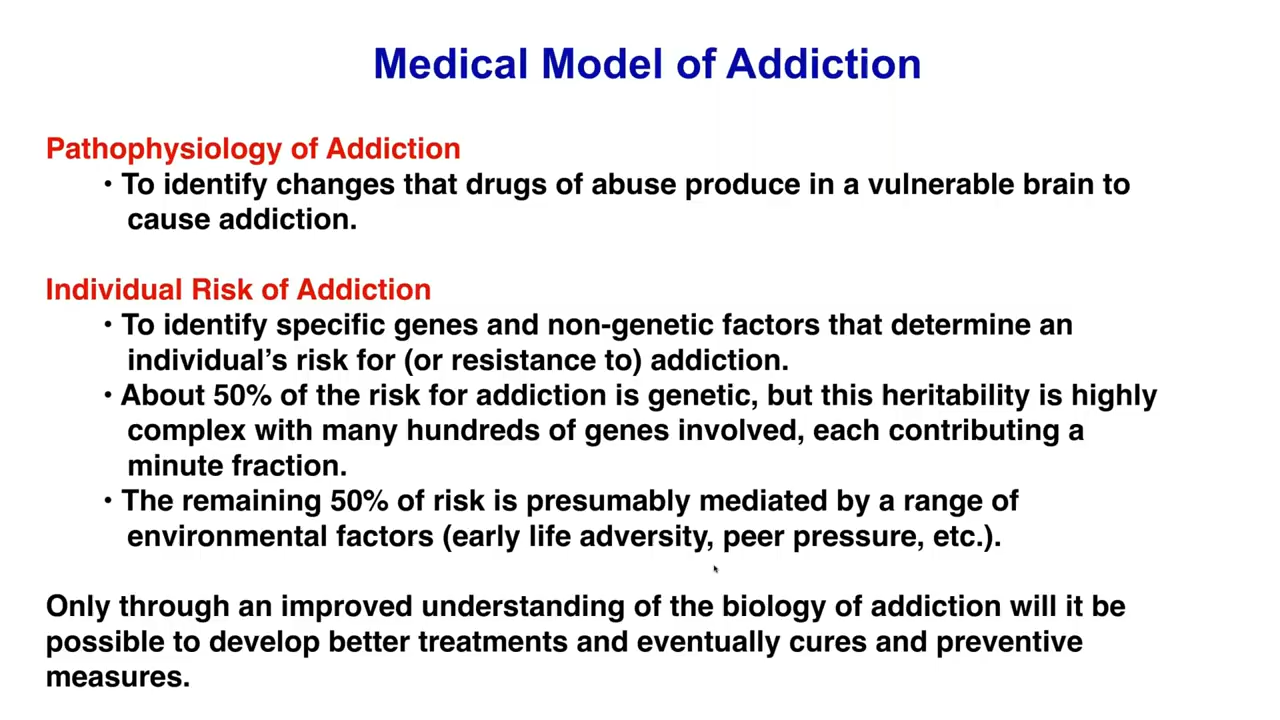 Medical Model of Addiction
Pathophysiology of Addiction
• To identify changes that drugs of abuse produce in a vulnerable brain to
cause addiction.
Individual Risk of Addiction
• To identify specific genes and non-genetic factors that determine an
individual’s risk for (or resistance to) addiction.
• About 50% of the risk for addiction is genetic, but this heritability is highly
complex with many hundreds of genes involved, each contributing a
minute fraction.
• The remaining 50% of risk is presumably mediated by a range of
environmental factors (early life adversity, peer pressure, etc.).
Only through an improved understanding of the biology of addiction will it be
possible to develop better treatments and eventually cures and preventive
measures.